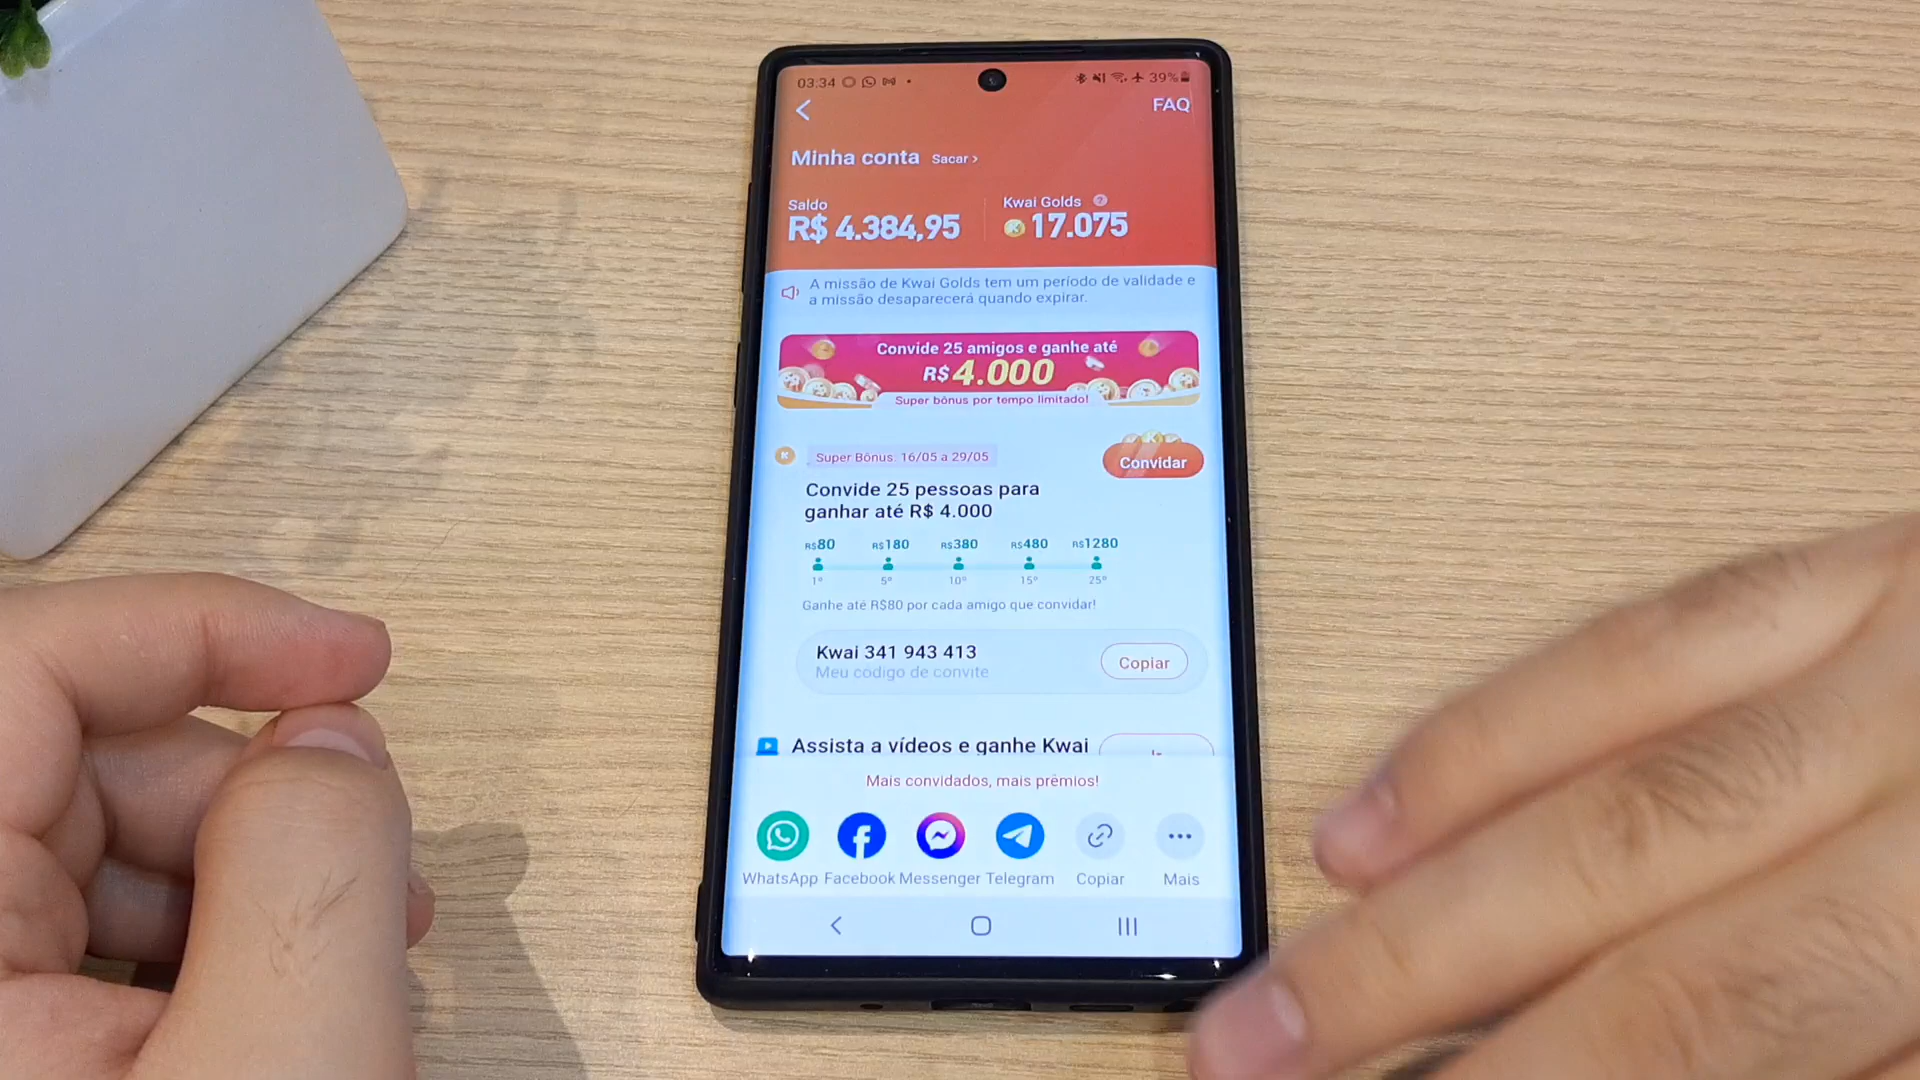 03:34
39%
FAQ
Minha conta Sacar >
Saldo
R$ 4.384,95
Kwai Golds ?
17.075
A missão de Kwai Golds tem um período de validade e
a missão desaparecerá quando expirar.
Convide 25 amigos e ganhe até
R$ 4.000
Super bônus por tempo limitado!
Super Bônus: 16/05 a 29/05
Convidar
Convide 25 pessoas para
ganhar até R$ 4.000
R$80 R$180 R$380 R$480 R$1280
1º 5º 10º 15º 25º
Ganhe até R$80 por cada amigo que convidar!
Kwai 341 943 413
Meu código de convite
Copiar
Assista a vídeos e ganhe Kwai
Mais convidados, mais prêmios!
WhatsApp Facebook Messenger Telegram Copiar Mais